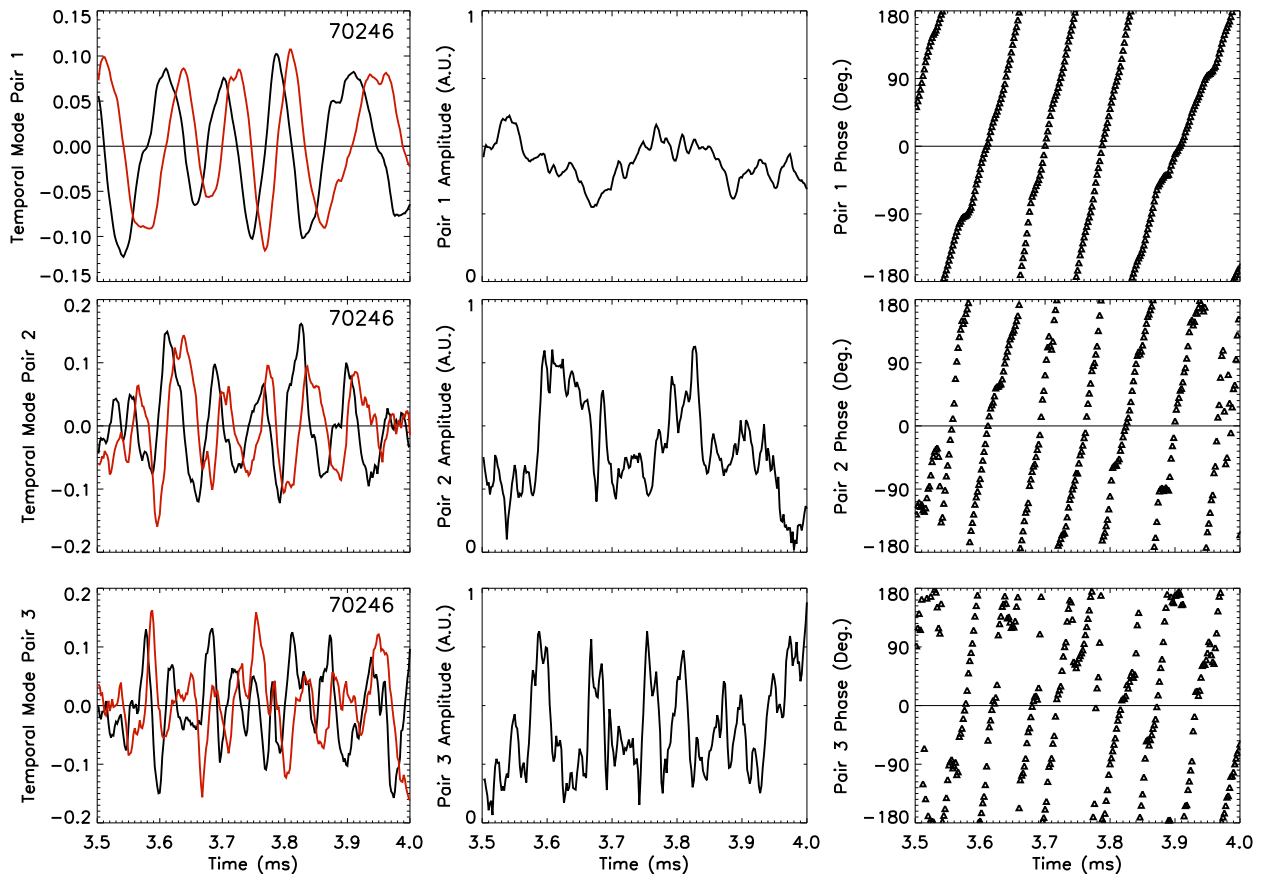 Temporal Mode Pair 1
0.15
0.10
0.05
0.00
−0.05
−0.10
−0.15
70246
Pair 1 Amplitude (A.U.)
1
0
Pair 1 Phase (Deg.)
180
90
0
−90
−180
Temporal Mode Pair 2
0.2
0.1
0.0
−0.1
−0.2
70246
Pair 2 Amplitude (A.U.)
1
0
Pair 2 Phase (Deg.)
180
90
0
−90
−180
Temporal Mode Pair 3
0.2
0.1
0.0
−0.1
−0.2
70246
3.5 3.6 3.7 3.8 3.9 4.0
Time (ms)
Pair 3 Amplitude (A.U.)
1
0
3.5 3.6 3.7 3.8 3.9 4.0
Time (ms)
Pair 3 Phase (Deg.)
180
90
0
−90
−180
3.5 3.6 3.7 3.8 3.9 4.0
Time (ms)